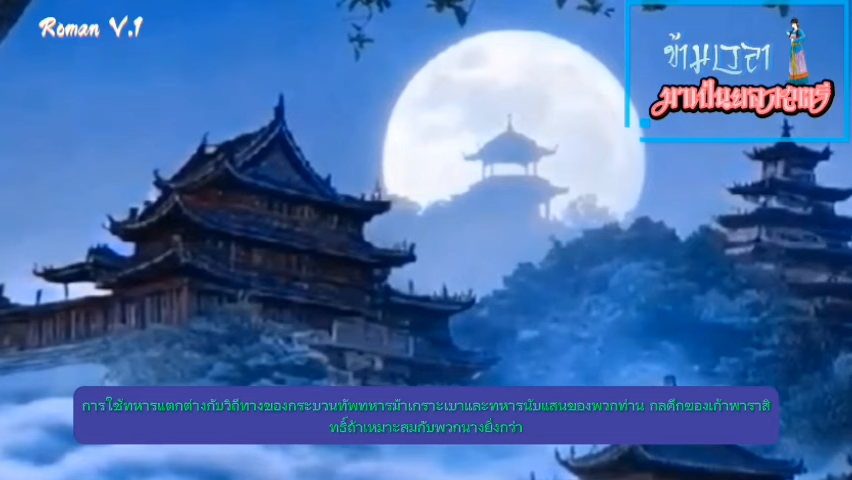 Roman V.1
ข้ามเวลา
มาเป็นยอดสตรี
การใช้ทหารแตกต่างกับวิถีทางของกระบวนทัพทหารม้าเกราะเบาและทหารนับแสนของพวกท่าน กลศึกของเก้าพาราสิ
ทธิ์ถ้าเหมาะสมกับพวกนางยิ่งกว่า